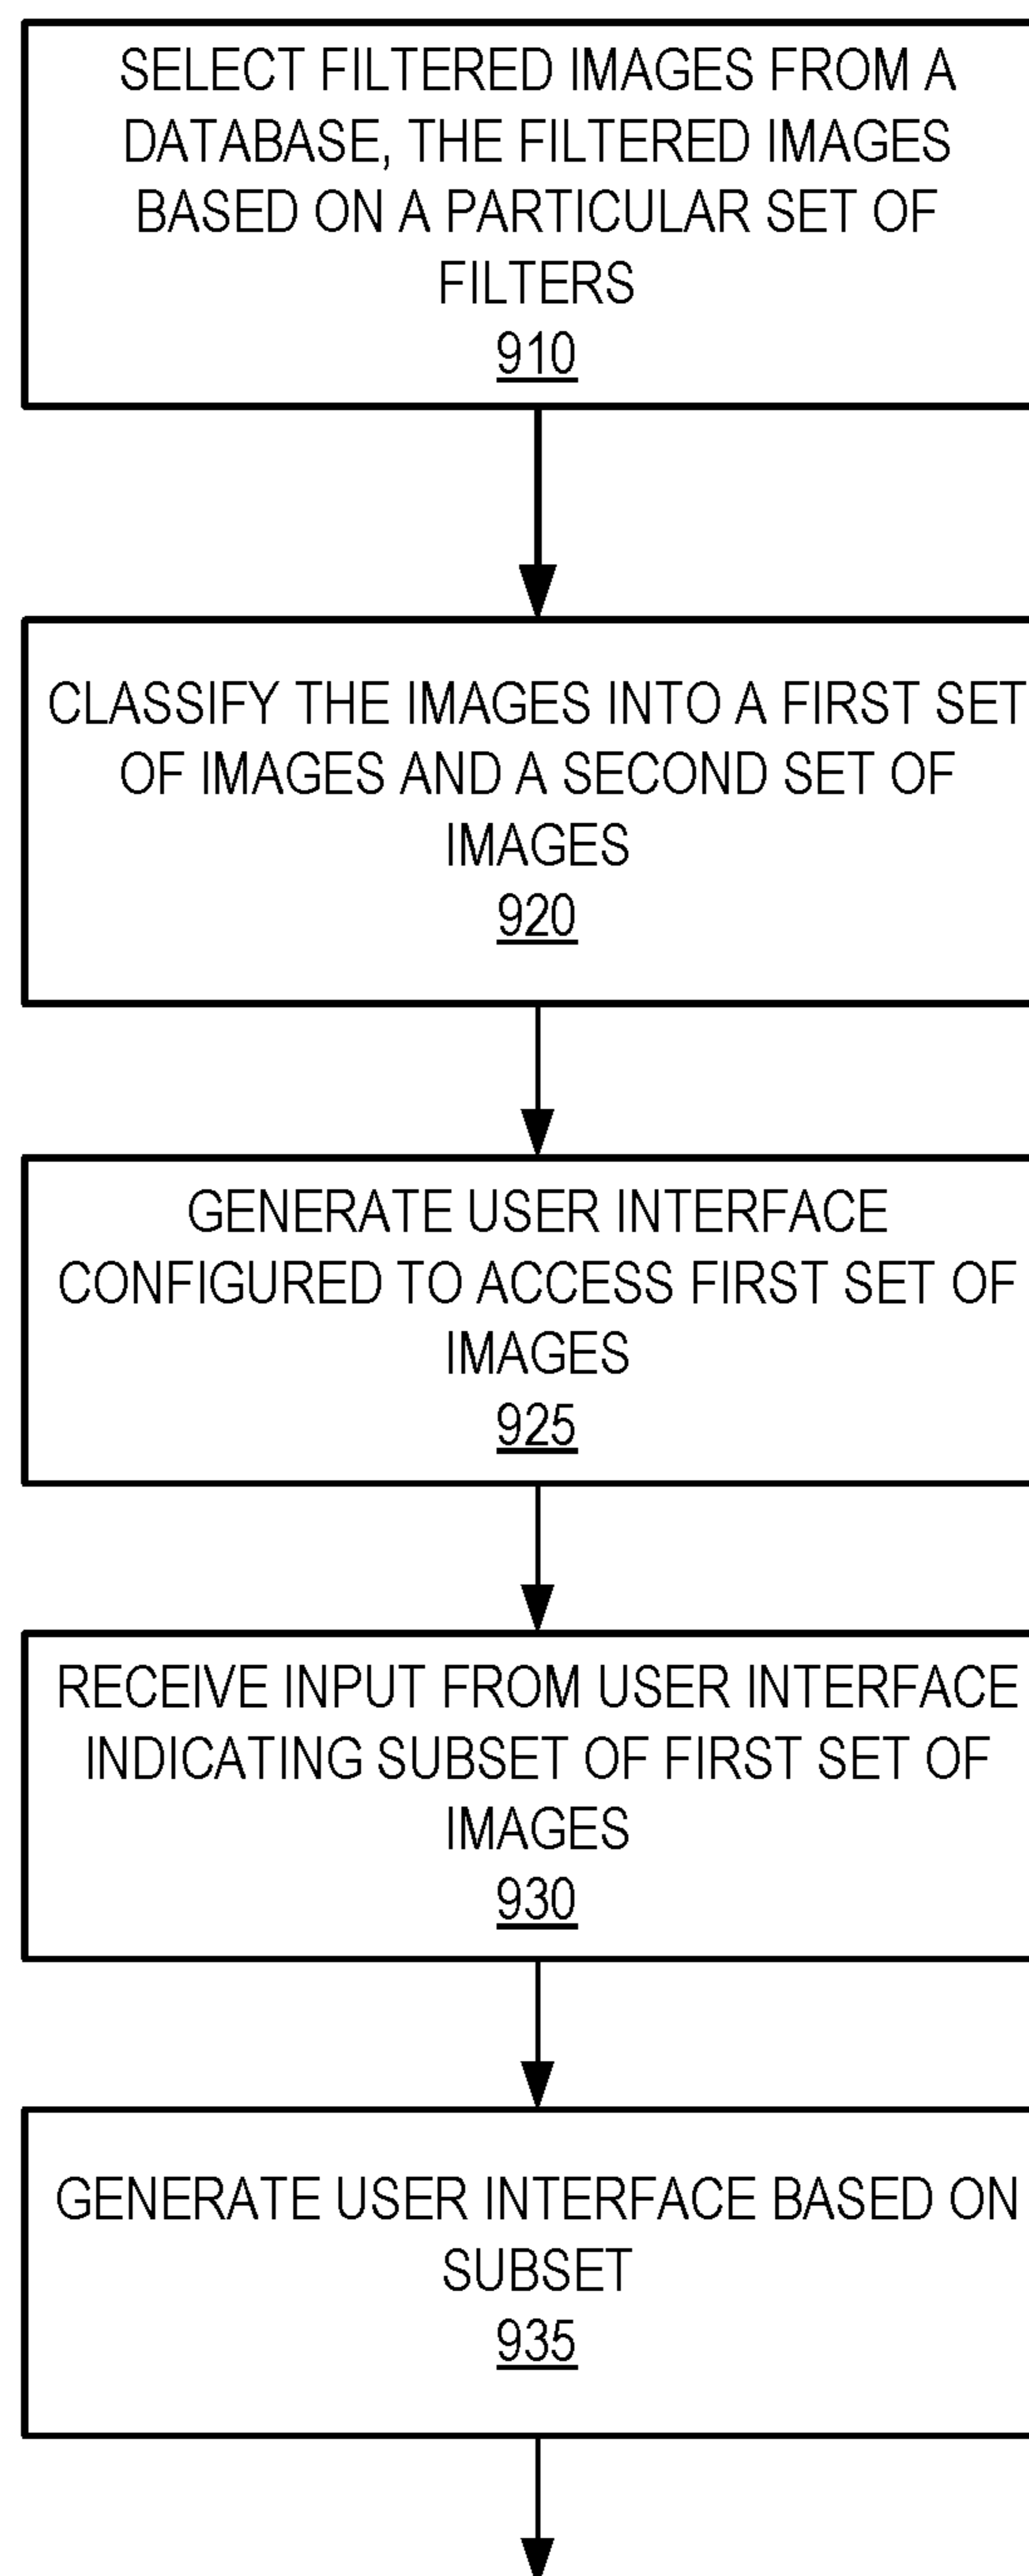 SELECT FILTERED IMAGES FROM A
DATABASE, THE FILTERED IMAGES
BASED ON A PARTICULAR SET OF
FILTERS
910
CLASSIFY THE IMAGES INTO A FIRST SET
OF IMAGES AND A SECOND SET OF
IMAGES
920
GENERATE USER INTERFACE
CONFIGURED TO ACCESS FIRST SET OF
IMAGES
925
RECEIVE INPUT FROM USER INTERFACE
INDICATING SUBSET OF FIRST SET OF
IMAGES
930
GENERATE USER INTERFACE BASED ON
SUBSET
935